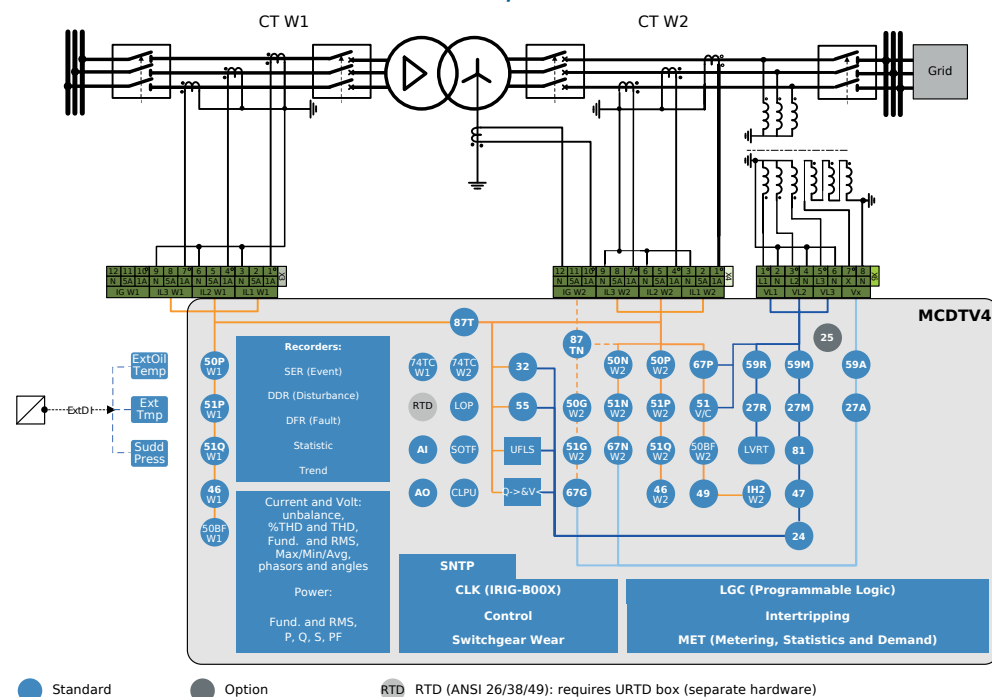 CT W1
CT W2
Grid
12 11 10 9 8 7 6 5 4 3 2 1
N 5A 1A N 5A 1A N 5A 1A N 5A 1A
IG W1 IL3 W1 IL2 W1 IL1 W1
X3
12 11 10 9 8 7 6 5 4 3 2 1
N 5A 1A N 5A 1A N 5A 1A N 5A 1A
IG W2 IL3 W2 IL2 W2 IL1 W2
X4
1 2 3 4 5 6 7 8
L1 N L2 N L3 N X N
VL1 VL2 VL3 Vx
MCDTV4
87T
25
87
TN
ExtOil
Temp
Ext
Tmp
Sudd
Press
ExtDI
50P
W1
51P
W1
51Q
W1
46
W1
50BF
W1
Recorders:
SER (Event)
DDR (Disturbance)
DFR (Fault)
Statistic
Trend
Current and Volt:
unbalance,
%THD and THD,
Fund. and RMS,
Max/Min/Avg,
phasors and angles
Power:
Fund. and RMS,
P, Q, S, PF
74TC
W1
74TC
W2
32
RTD
LOP
55
AI
SOTF
UFLS
AO
CLPU
Q->&V<
50G
W2
51G
W2
67G
50N
W2
51N
W2
67N
W2
50P
W2
51P
W2
51Q
W2
46
W2
67P
51
V/C
50BF
W2
49
59R
27R
LVRT
IH2
W2
59M
27M
81
47
24
59A
27A
SNTP
CLK (IRIG-B00X)
Control
Switchgear Wear
LGC (Programmable Logic)
Intertripping
MET (Metering, Statistics and Demand)
Standard
Option
RTD
RTD (ANSI 26/38/49): requires URTD box (separate hardware)